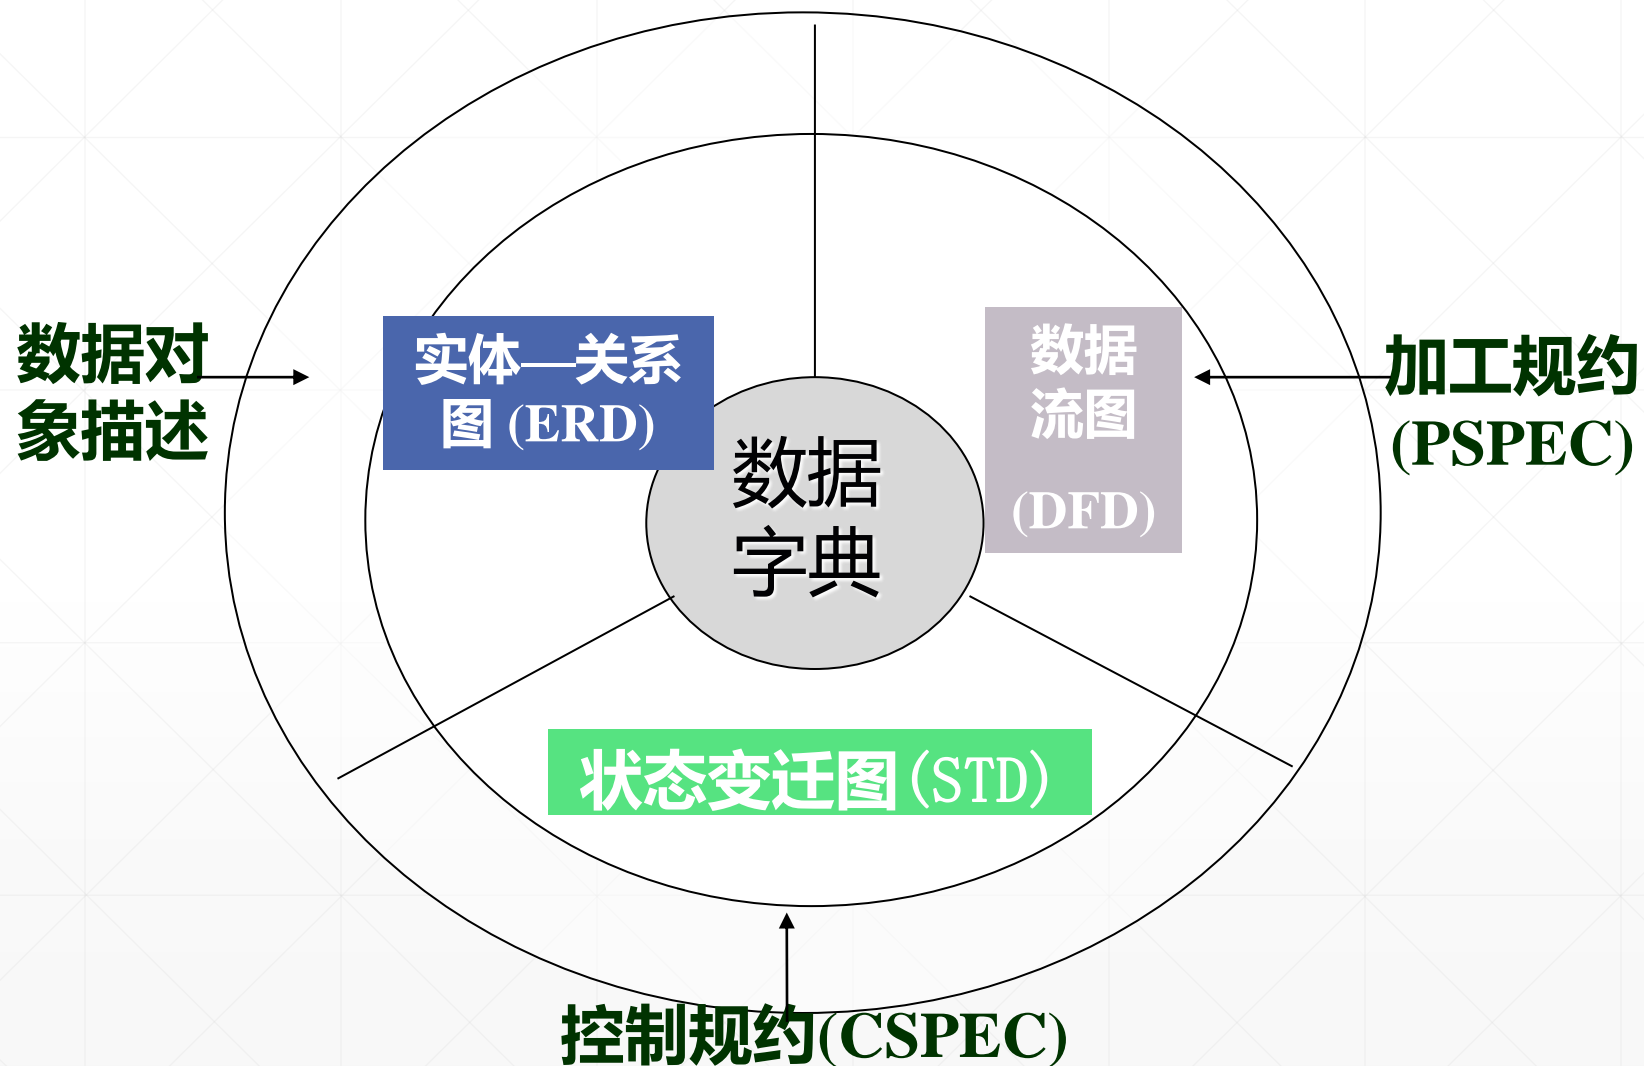 数据对
象描述
实体—关系
图 (ERD)
数据
流图
(DFD)
加工规约
(PSPEC)
数据
字典
状态变迁图(STD)
控制规约(CSPEC)